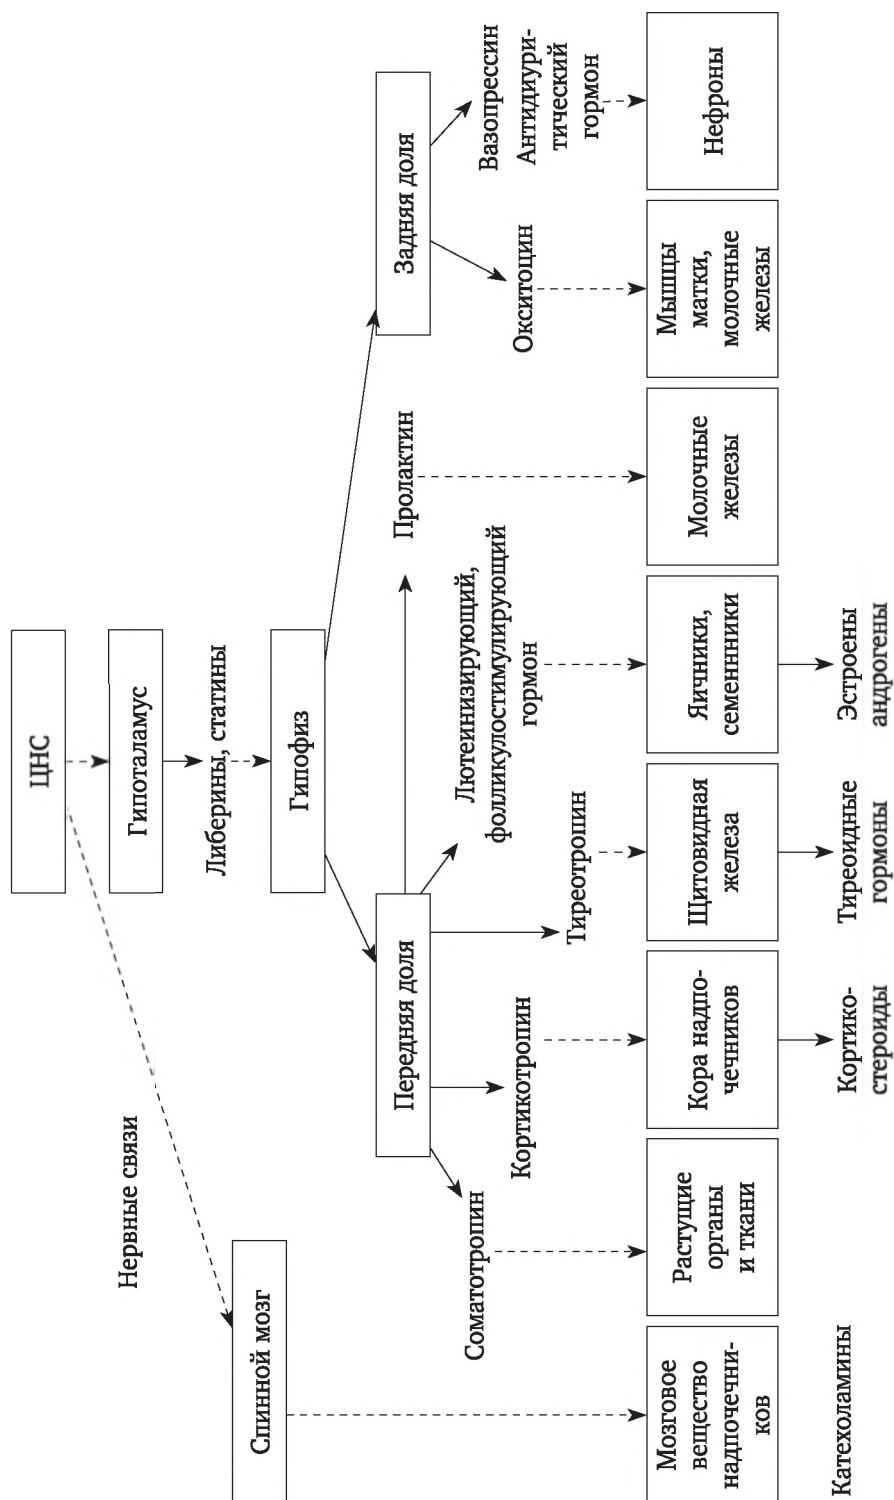 ЦНС
Гипоталамус
Нервные связи
Либерины, статины
Спинной мозг
Гипофиз
Передняя доля
Задняя доля
Пролактин
Соматотропин
Кортикотропин
Тиреотропин
Лютеинизирующий,
фолликулостимулирующий
гормон
Окситоцин
Вазопрессин
Антидиури-
тический
гормон
Мозговое
вещество
надпочечни-
ков
Растущие
органы
и ткани
Кора надпо-
чечников
Щитовидная
железа
Яичники,
семеннники
Молочные
железы
Мышцы
матки,
молочные
железы
Нефроны
Катехоламины
Кортико-
стероиды
Тиреоидные
гормоны
Эстроены
андрогены